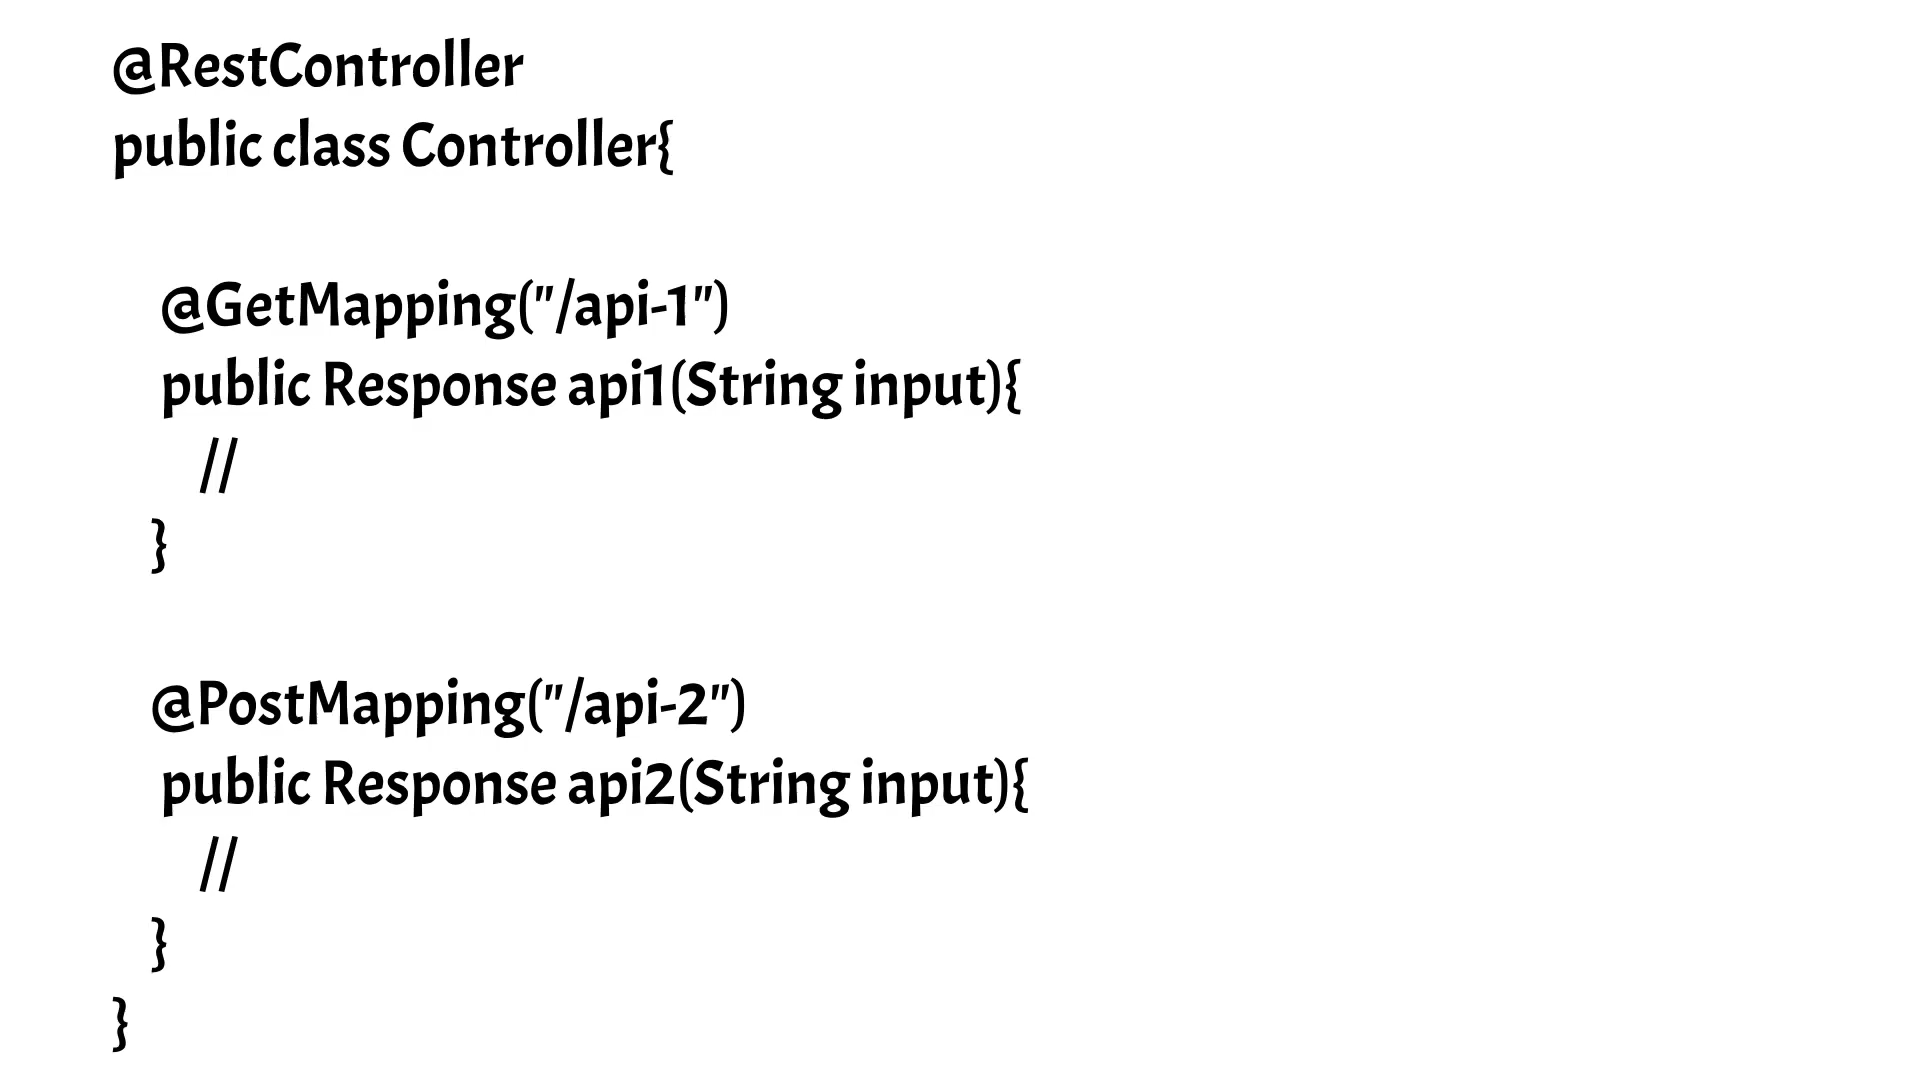 @RestController
public class Controller{
@GetMapping("/api-1")
public Response api1(String input){
//
}
@PostMapping("/api-2")
public Response api2(String input){
//
}
}